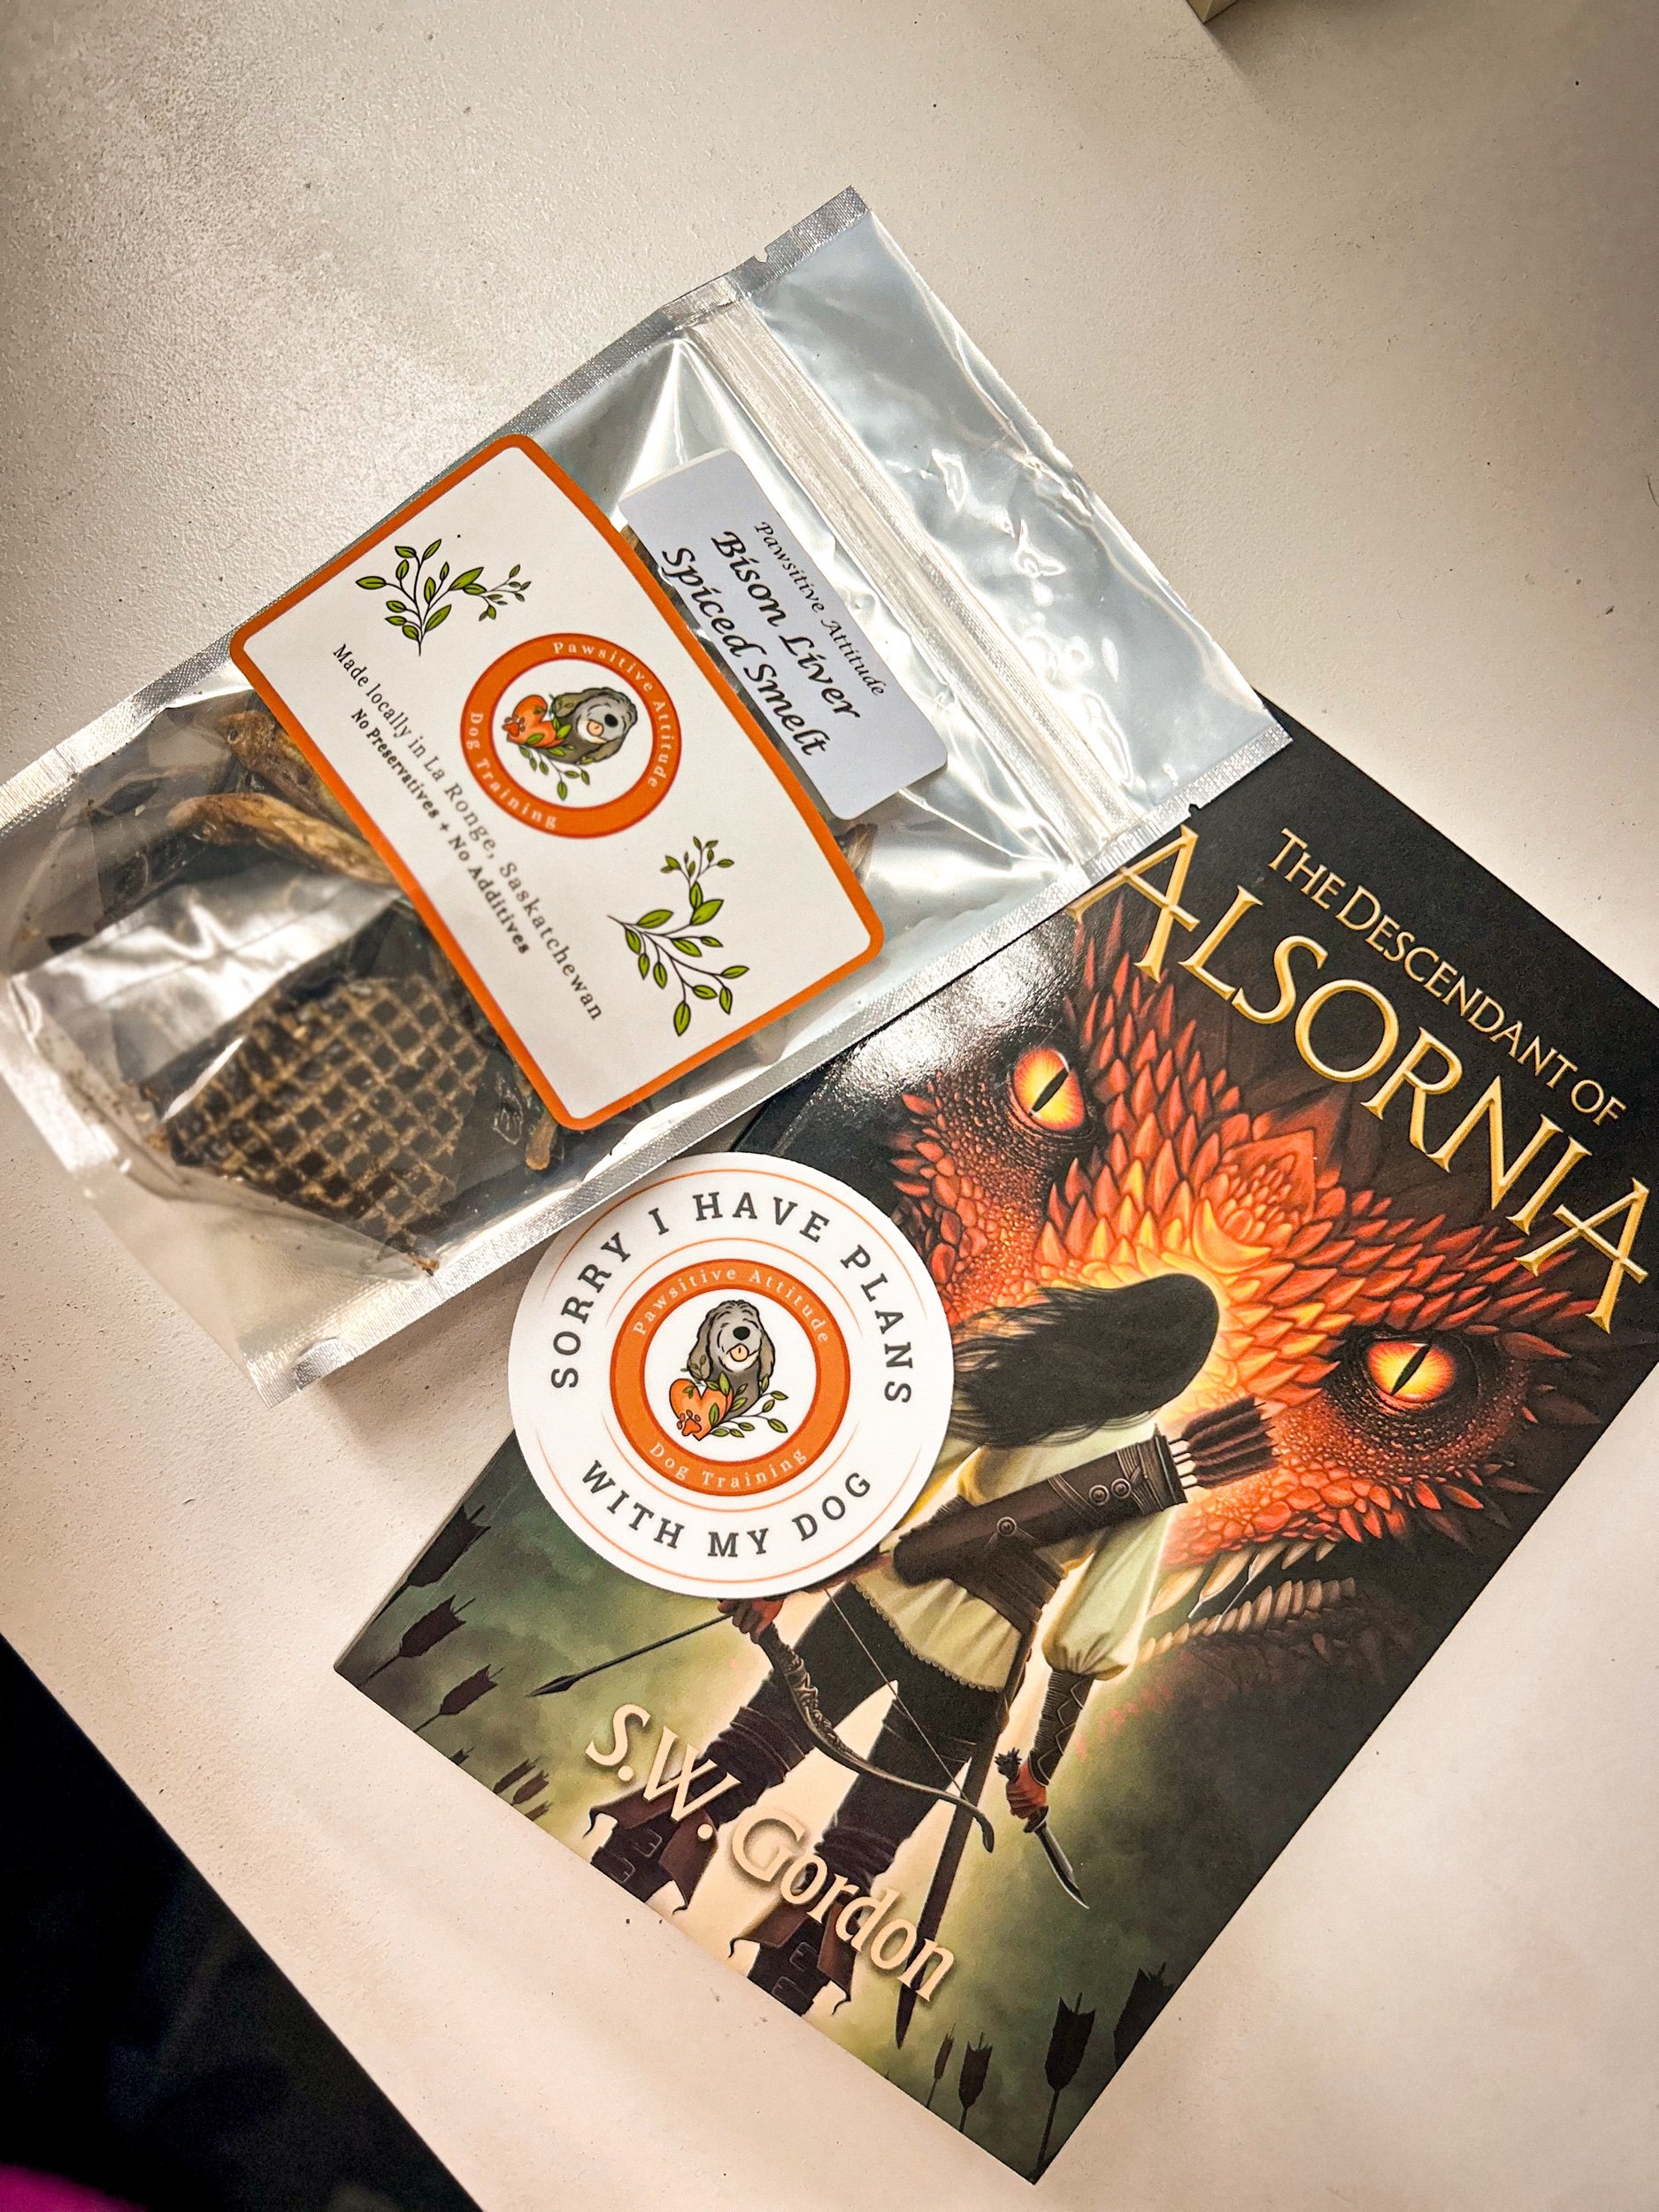 Pawsitive Attitude
Bison Liver
Spiced Smelt
Pawsitive Attitude
Dog Training
Made locally in La Ronge, Saskatchewan
No Preservatives + No Additives
SORRY I HAVE PLANS
Pawsitive Attitude
Dog Training
WITH MY DOG
THE DESCENDANT OF
ALSORNIA
S.W. Gordon